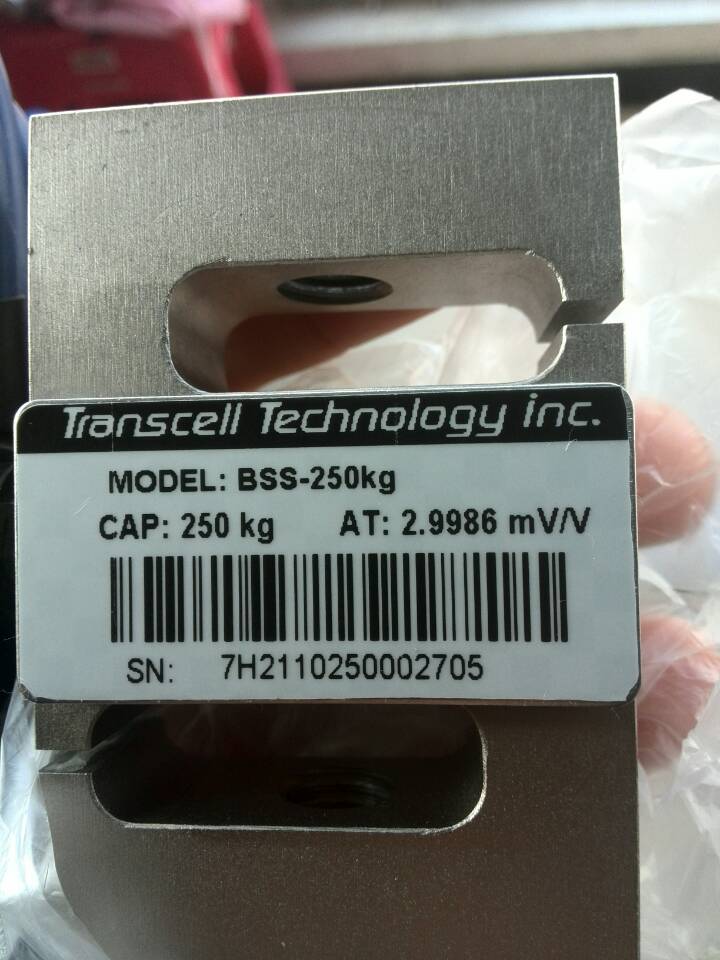 Transcell Technology inc.
MODEL: BSS-250kg
CAP: 250 kg AT: 2.9986 mV/V
SN: 7H2110250002705